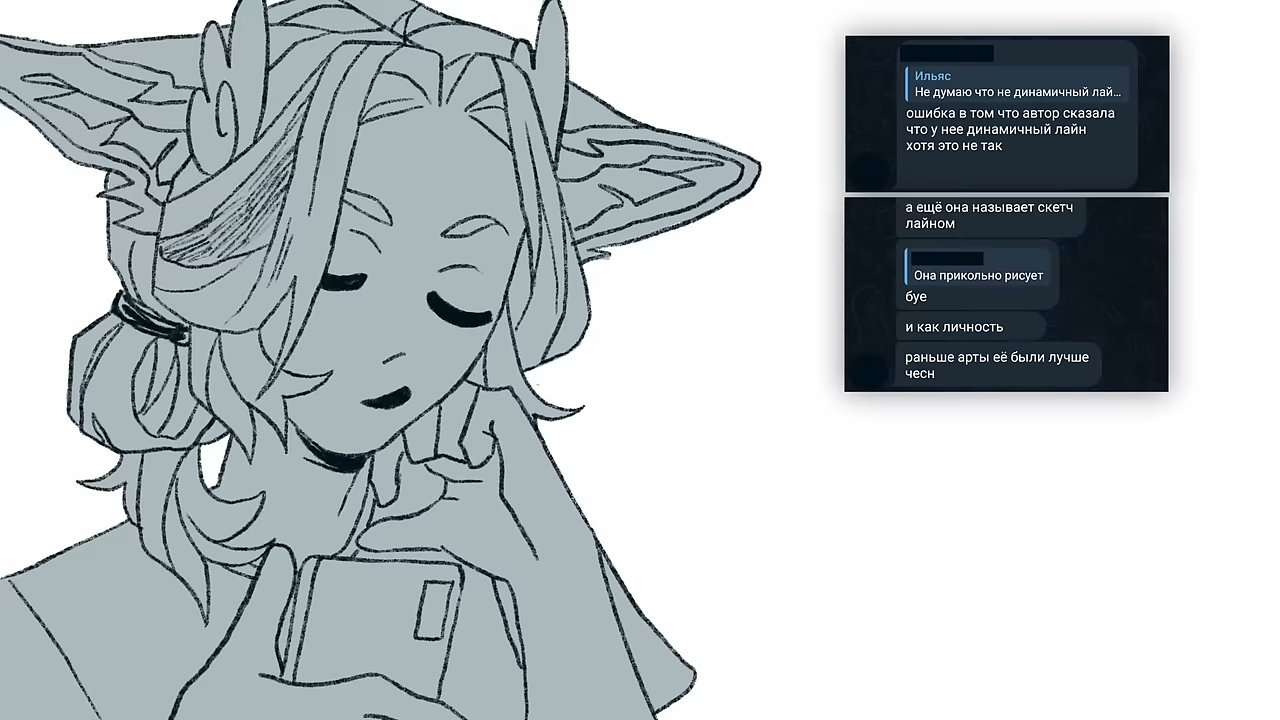 Ильяс
Не думаю что не динамичный лай...
ошибка в том что автор сказала
что у нее динамичный лайн
хотя это не так
а ещё она называет скетч
лайном
Она прикольно рисует
буе
и как личность
раньше арты её были лучше
чесн